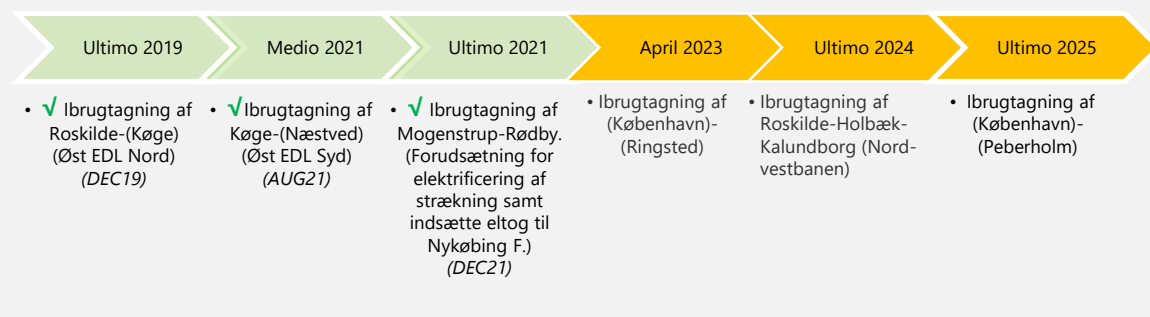 Ultimo 2019
Medio 2021
Ultimo 2021
April 2023
Ultimo 2024
Ultimo 2025
• √ Ibrugtagning af
Roskilde-(Køge)
(Øst EDL Nord)
(DEC19)
• √Ibrugtagning af
Køge-(Næstved)
(Øst EDL Syd)
(AUG21)
• √ Ibrugtagning af
Mogenstrup-Rødby.
(Forudsætning for
elektrificering af
strækning samt
indsætte eltog til
Nykøbing F.)
(DEC21)
• Ibrugtagning af
(København)-
(Ringsted)
• Ibrugtagning af
Roskilde-Holbæk-
Kalundborg (Nord-
vestbanen)
• Ibrugtagning af
(København)-
(Peberholm)